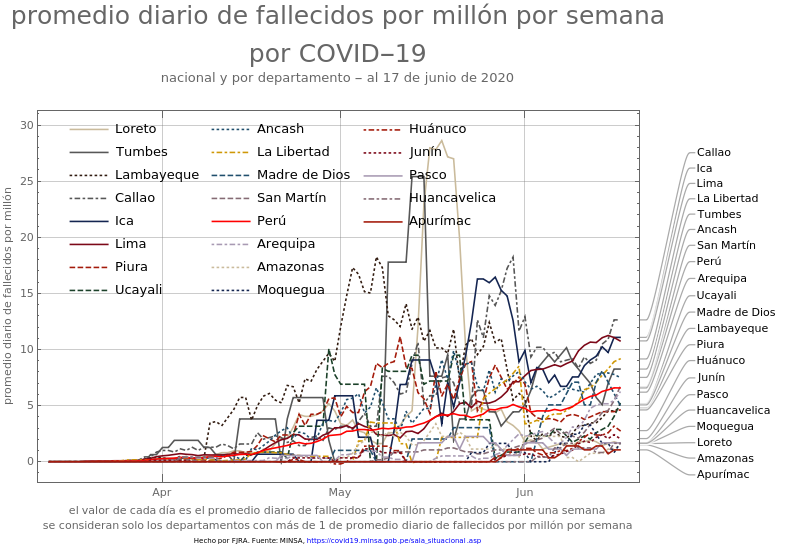 promedio diario de fallecidos por millón por semana
por COVID−19
nacional y por departamento − al 17 de junio de 2020
promedio diario de fallecidos por millón
30
25
20
15
10
5
0
Apr
May
Jun
Loreto
Tumbes
Lambayeque
Callao
Ica
Lima
Piura
Ucayali
Ancash
La Libertad
Madre de Dios
San Martín
Perú
Arequipa
Amazonas
Moquegua
Huánuco
Junín
Pasco
Huancavelica
Apurímac
Callao
Ica
Lima
La Libertad
Tumbes
Ancash
San Martín
Perú
Arequipa
Ucayali
Madre de Dios
Lambayeque
Piura
Huánuco
Junín
Pasco
Huancavelica
Moquegua
Loreto
Amazonas
Apurímac
el valor de cada día es el promedio diario de fallecidos por millón reportados durante una semana
se consideran solo los departamentos con más de 1 de promedio diario de fallecidos por millón por semana
Hecho por FJRA. Fuente: MINSA, https://covid19.minsa.gob.pe/sala_situacional.asp